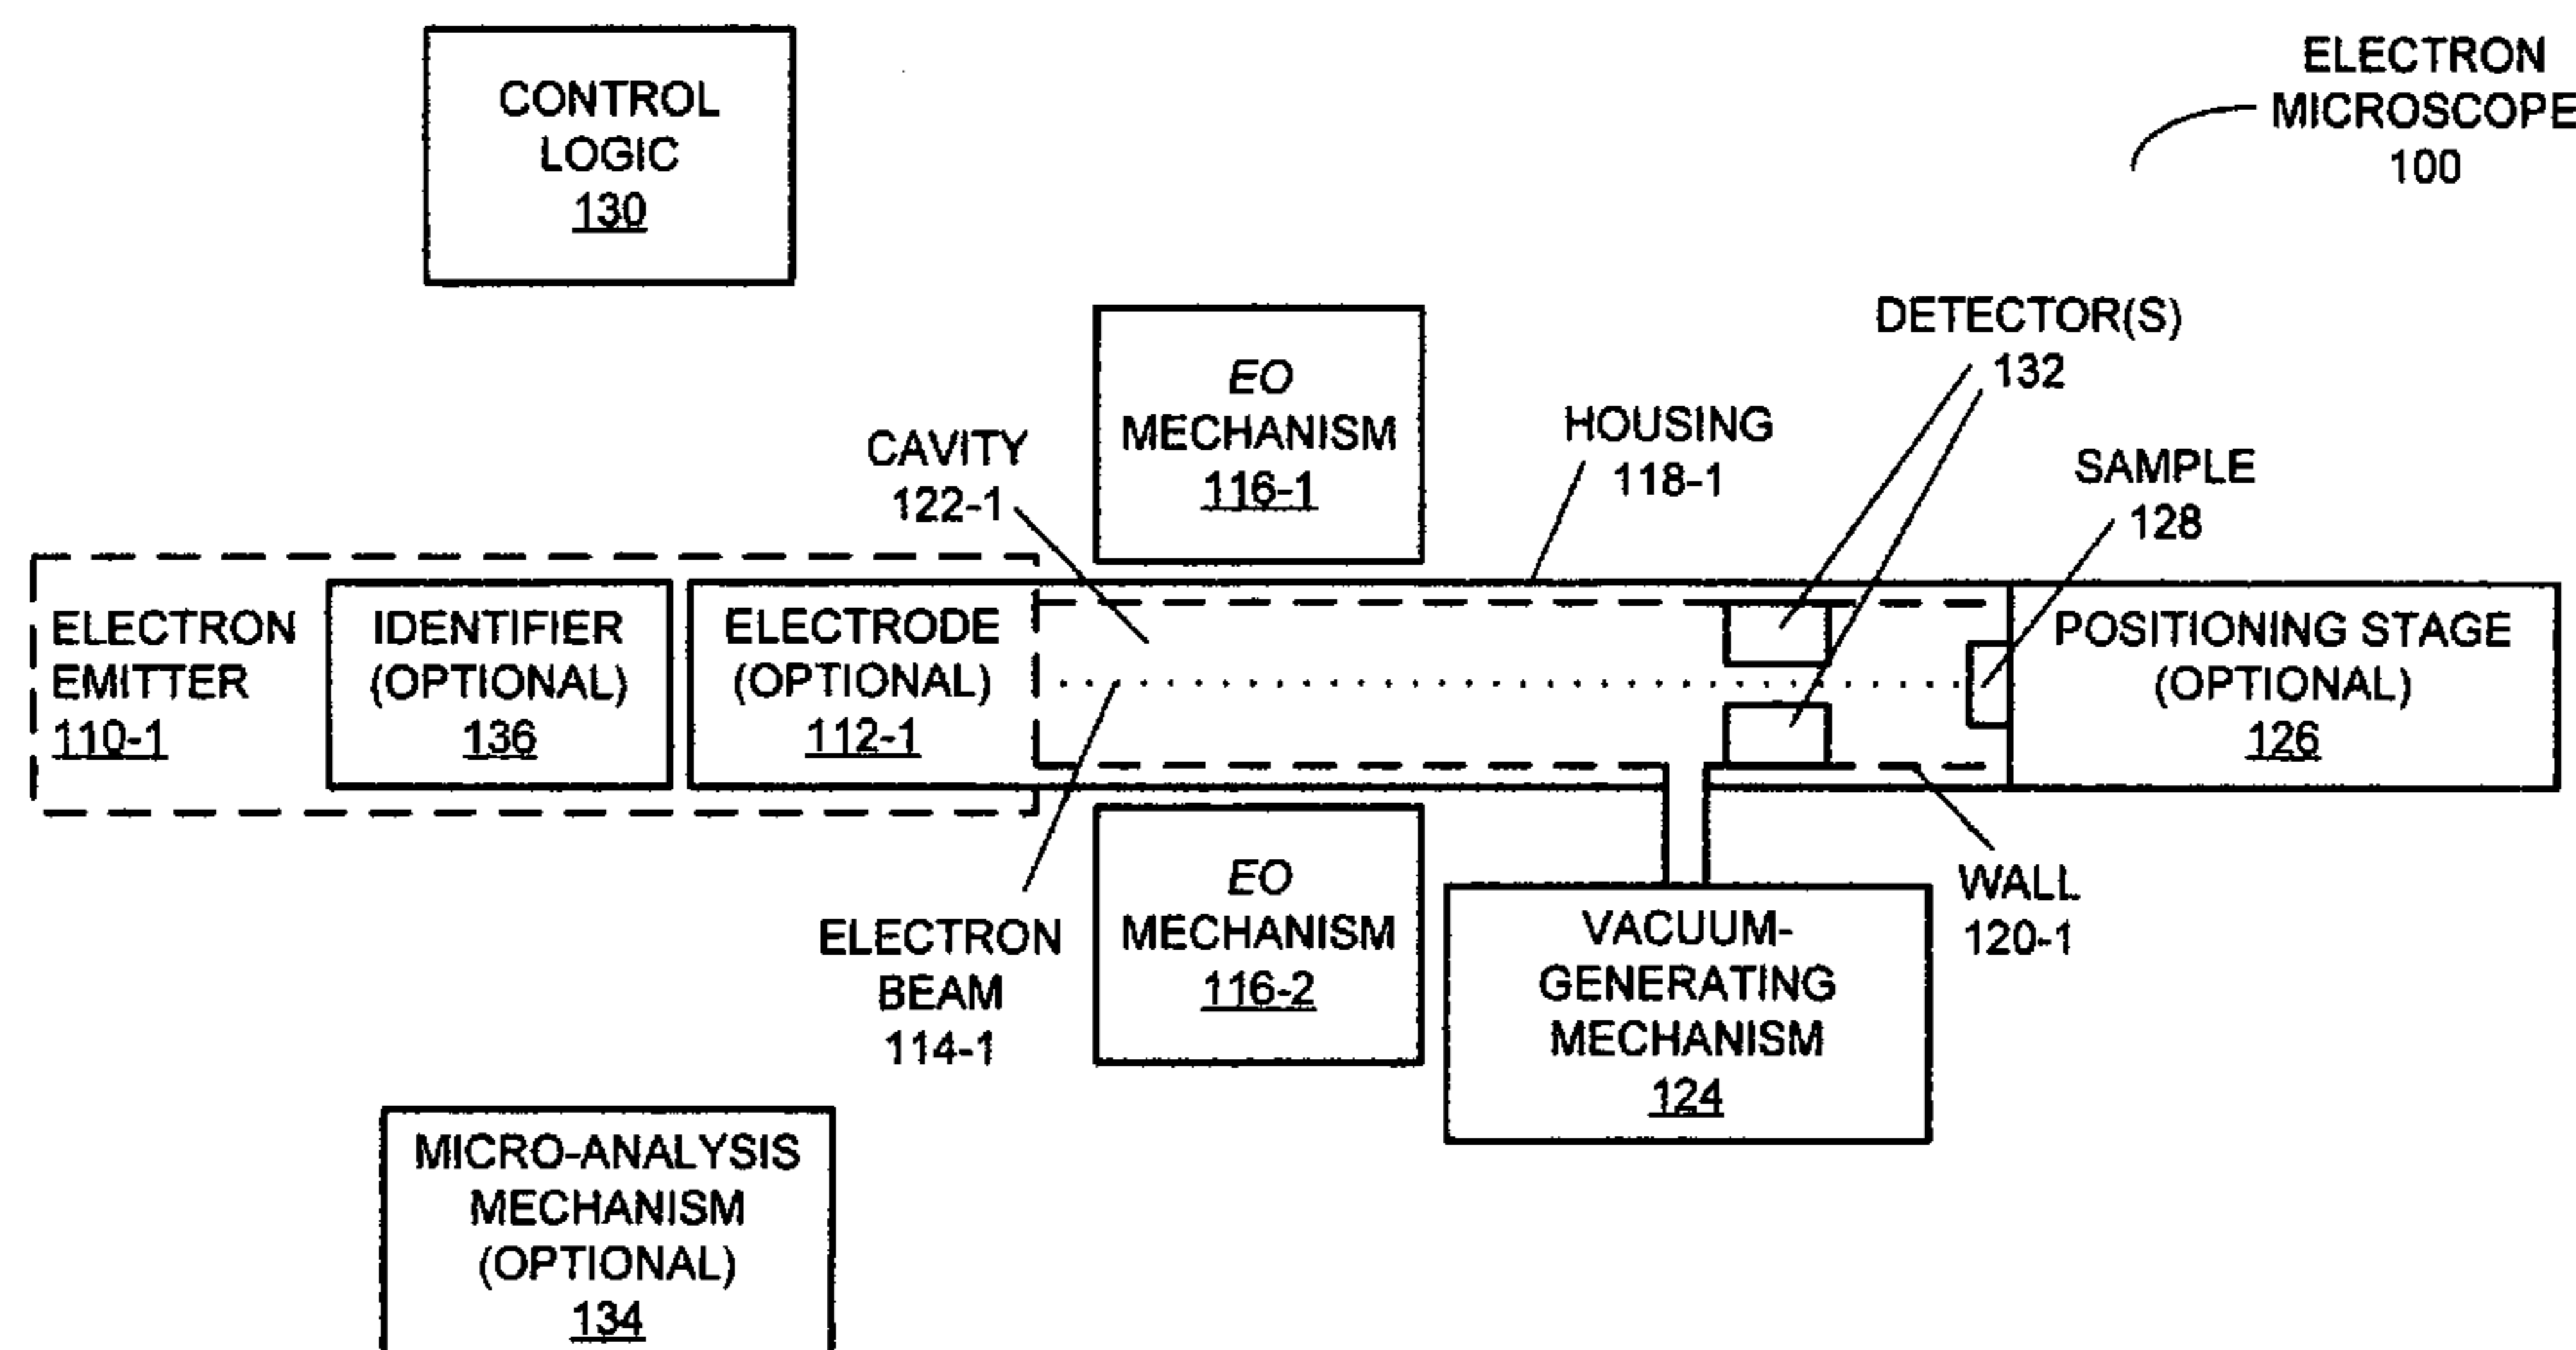 CONTROL
LOGIC
130
ELECTRON
MICROSCOPE
100
EO
MECHANISM
116-1
DETECTOR(S)
132
CAVITY
122-1
HOUSING
118-1
SAMPLE
128
ELECTRON
EMITTER
110-1
IDENTIFIER
(OPTIONAL)
136
ELECTRODE
(OPTIONAL)
112-1
POSITIONING STAGE
(OPTIONAL)
126
ELECTRON
BEAM
114-1
EO
MECHANISM
116-2
VACUUM-
GENERATING
MECHANISM
124
WALL
120-1
MICRO-ANALYSIS
MECHANISM
(OPTIONAL)
134